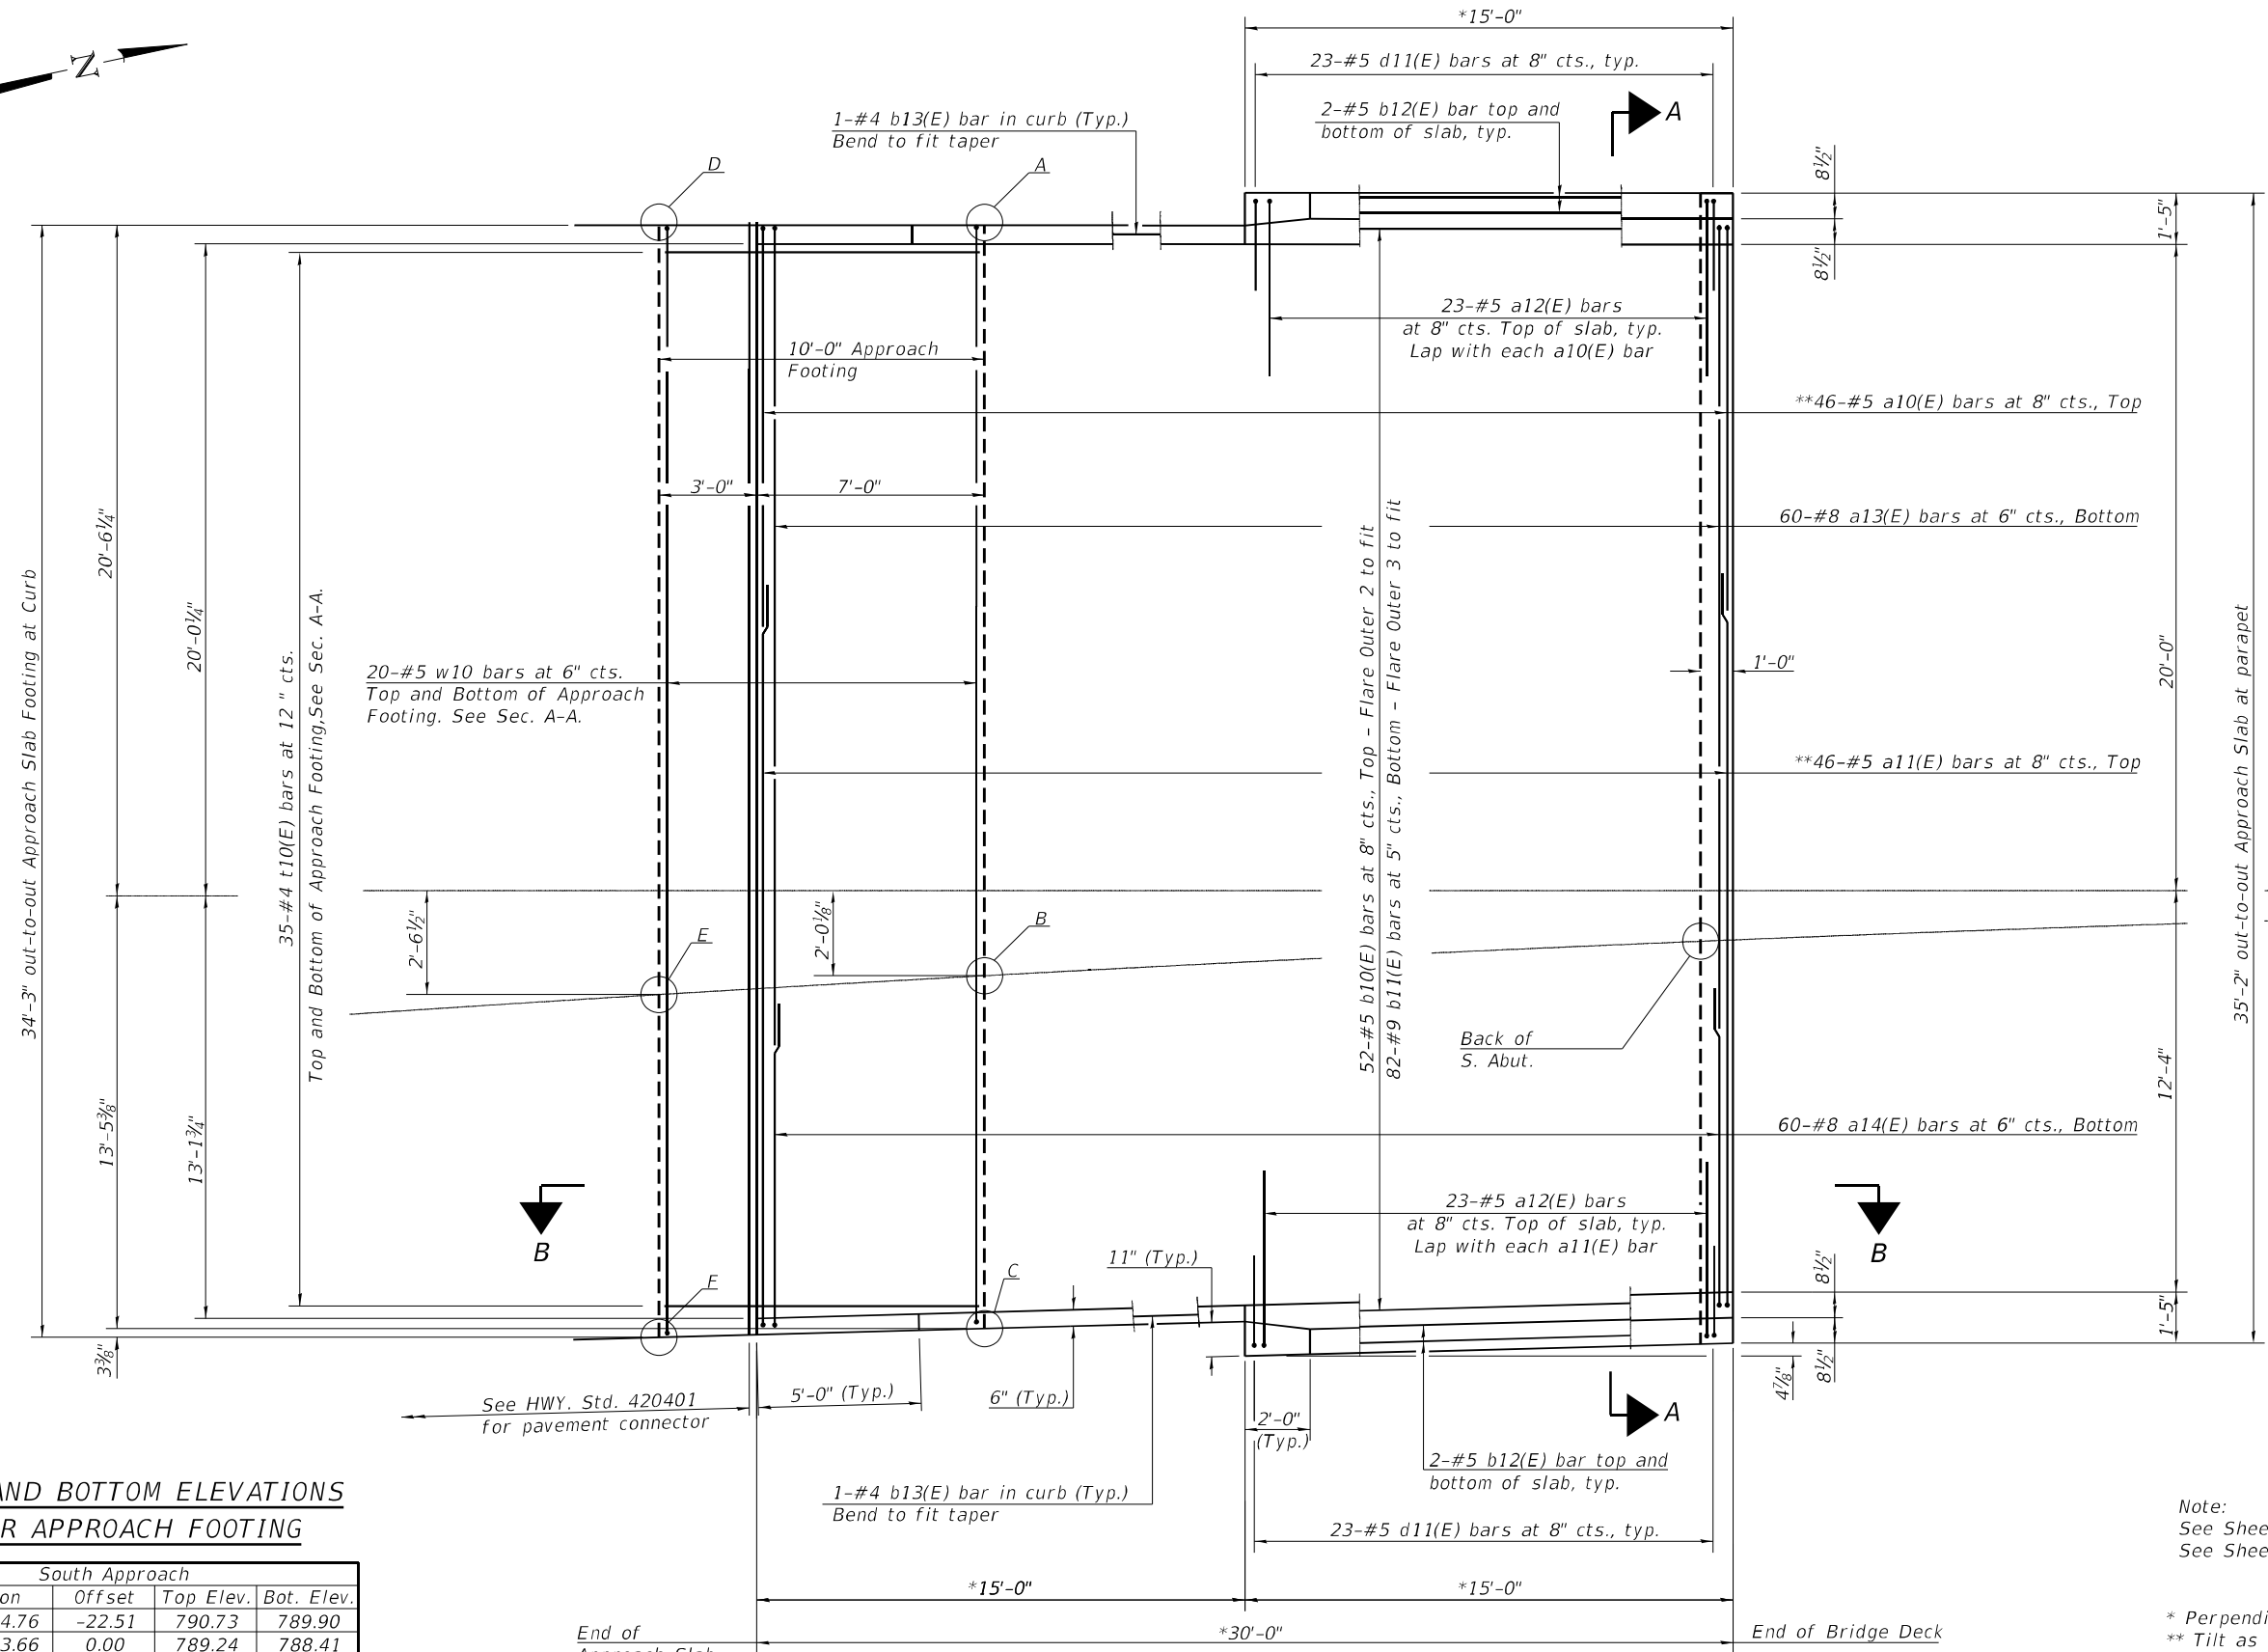 *15'-0"
23-#5 d11(E) bars at 8" cts., typ.
2-#5 b12(E) bar top and
bottom of slab, typ.
A
1-#4 b13(E) bar in curb (Typ.)
Bend to fit taper
N
D
A
8½"
1'-5"
8½"
23-#5 a12(E) bars
at 8" cts. Top of slab, typ.
Lap with each a10(E) bar
10'-0" Approach
Footing
**46-#5 a10(E) bars at 8" cts., Top
3'-0"
7'-0"
60-#8 a13(E) bars at 6" cts., Bottom
20'-6¼"
20'-0¼"
34'-3" out-to-out Approach Slab Footing at Curb
35-#4 t10(E) bars at 12 " cts.
Top and Bottom of Approach Footing,See Sec. A-A.
20-#5 w10 bars at 6" cts.
Top and Bottom of Approach
Footing. See Sec. A-A.
52-#5 b10(E) bars at 8" cts., Top - Flare Outer 2 to fit
82-#9 b11(E) bars at 5" cts., Bottom - Flare Outer 3 to fit
1'-0"
20'-0"
35'-2" out-to-out Approach Slab at parapet
**46-#5 a11(E) bars at 8" cts., Top
2'-6½"
E
2'-0⅛"
B
Back of
S. Abut.
12'-4"
13'-5⅜"
13'-1¾"
60-#8 a14(E) bars at 6" cts., Bottom
B
23-#5 a12(E) bars
at 8" cts. Top of slab, typ.
Lap with each a11(E) bar
B
11" (Typ.)
F
C
8½"
1'-5"
8½"
4⅞"
3⅜"
See HWY. Std. 420401
for pavement connector
5'-0" (Typ.)
6" (Typ.)
2'-0"
(Typ.)
A
2-#5 b12(E) bar top and
bottom of slab, typ.
1-#4 b13(E) bar in curb (Typ.)
Bend to fit taper
23-#5 d11(E) bars at 8" cts., typ.
AND BOTTOM ELEVATIONS
R APPROACH FOOTING
South Approach
on Offset Top Elev. Bot. Elev.
4.76 -22.51 790.73 789.90
3.66 0.00 789.24 788.41
*15'-0"
*15'-0"
End of
Approach Slab
*30'-0"
End of Bridge Deck
Note:
See Shee
See Shee
* Perpendi
** Tilt as